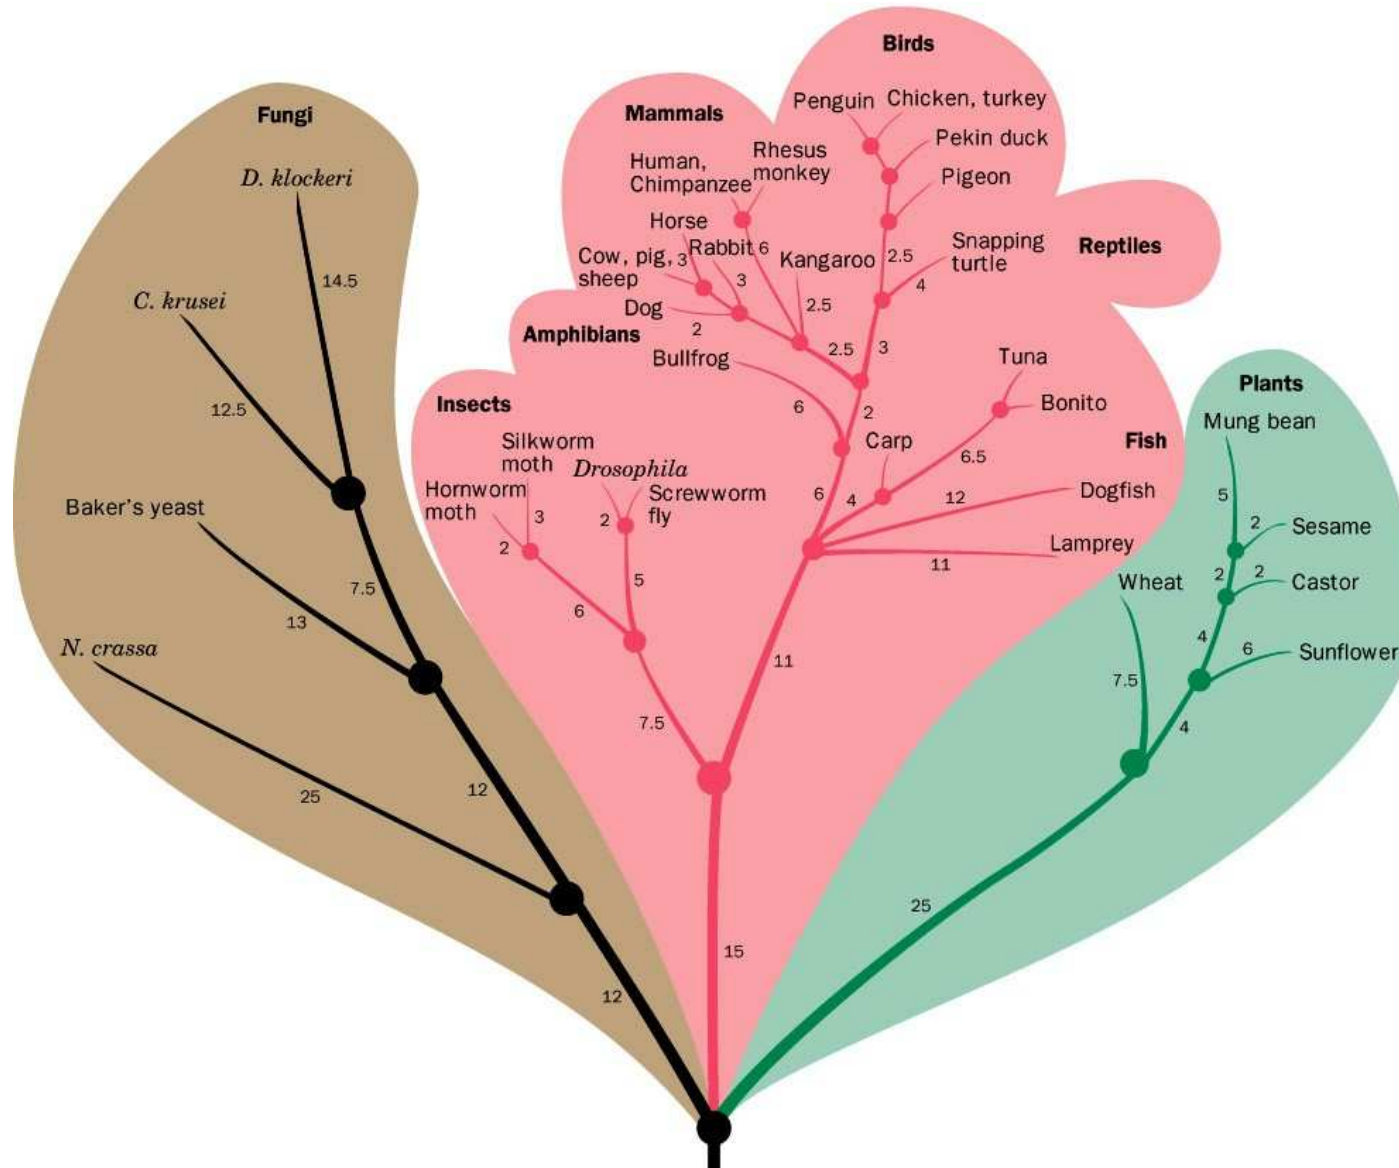 Birds
Penguin
Chicken, turkey
Pekin duck
Pigeon
2.5
Mammals
Human,
Chimpanzee
Rhesus
monkey
Horse
Rabbit
6
Kangaroo
Cow, pig,
sheep
3
3
Dog
2
2.5
2.5
Snapping
turtle
4
Reptiles
3
Amphibians
Bullfrog
6
2
Tuna
Bonito
Fish
Carp
6.5
6
4
12
Dogfish
Lamprey
11
Insects
Silkworm
moth
Drosophila
Hornworm
moth
Screwworm
fly
3
2
2
5
6
7.5
11
15
Fungi
D. klockeri
14.5
C. krusei
12.5
Baker's yeast
7.5
13
N. crassa
25
12
12
Plants
Mung bean
5
2
Sesame
2
2
Castor
Wheat
4
6
Sunflower
7.5
4
25